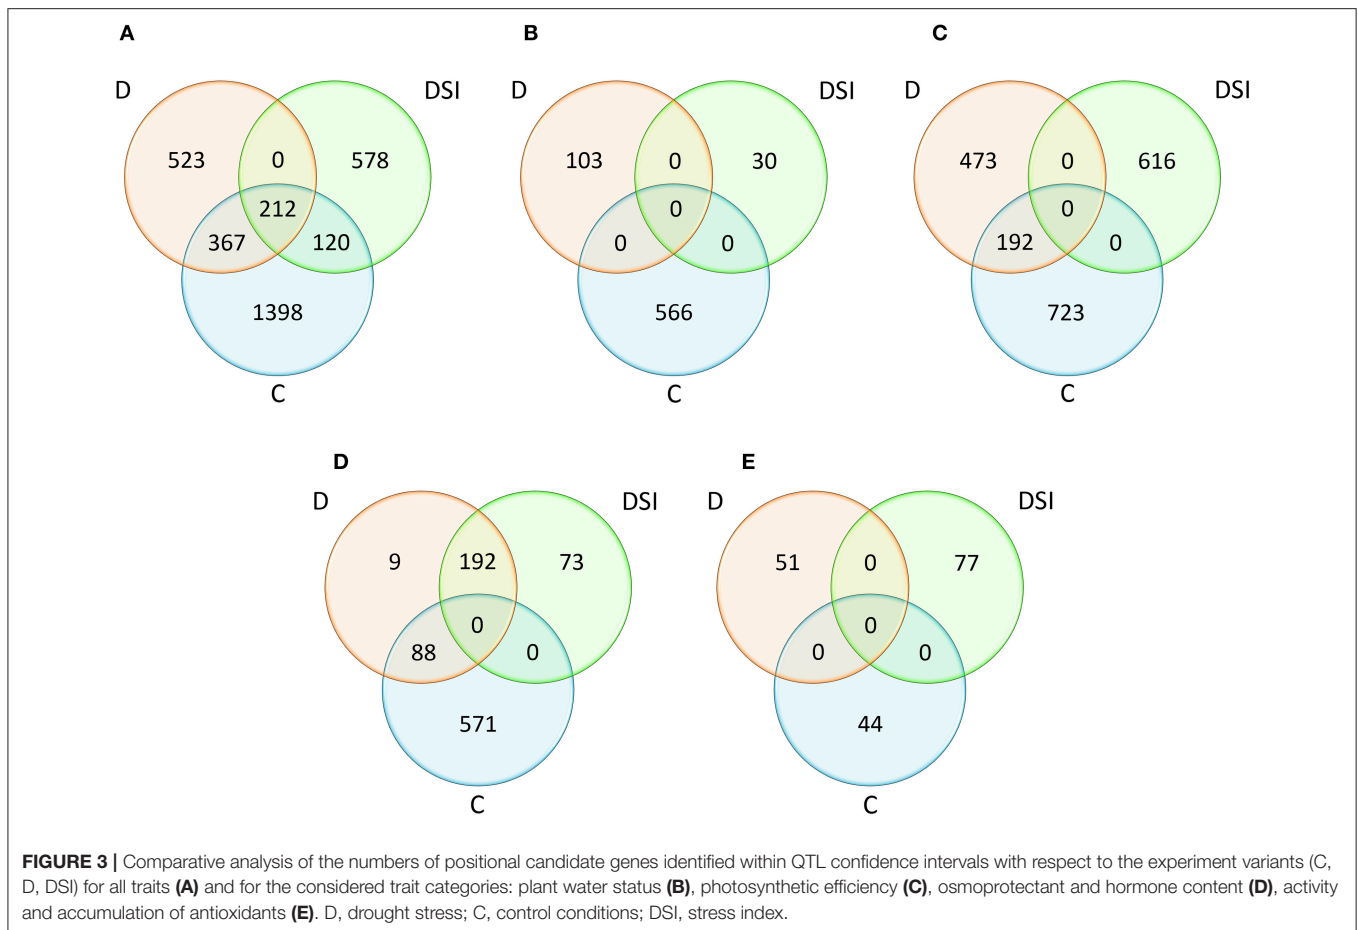 A
B
C
D
DSI
523
0
578
212
367
120
1398
C
D
DSI
103
0
30
0
0
0
566
C
D
DSI
473
0
616
0
192
0
723
C
D
E
D
DSI
9
192
73
0
88
0
571
C
D
DSI
51
0
77
0
0
0
44
C
FIGURE 3 | Comparative analysis of the numbers of positional candidate genes identified within QTL confidence intervals with respect to the experiment variants (C,
D, DSI) for all traits (A) and for the considered trait categories: plant water status (B), photosynthetic efficiency (C), osmoprotectant and hormone content (D), activity
and accumulation of antioxidants (E). D, drought stress; C, control conditions; DSI, stress index.